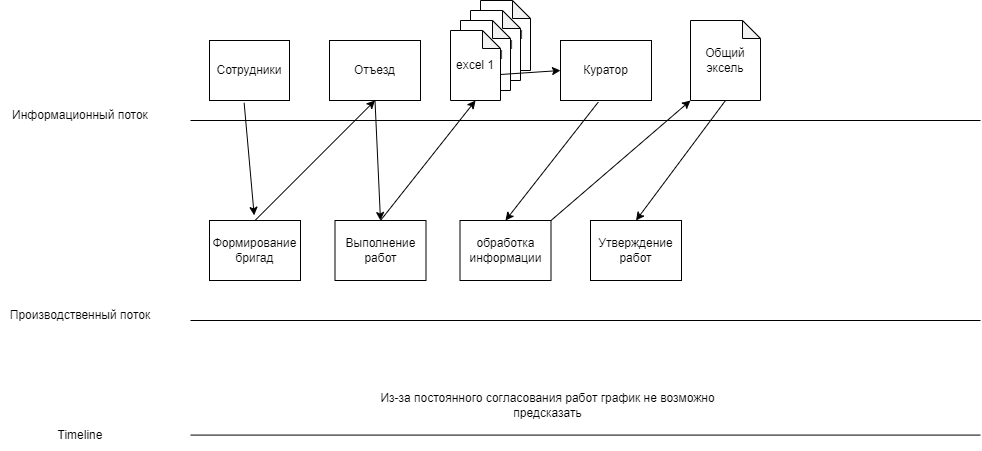 Сотрудники
Отъезд
excel 1
Куратор
Общий
эксель
Информационный поток
Формирование
бригад
Выполнение
работ
обработка
информации
Утверждение
работ
Производственный поток
Из-за постоянного согласования работ график не возможно
предсказать
Timeline